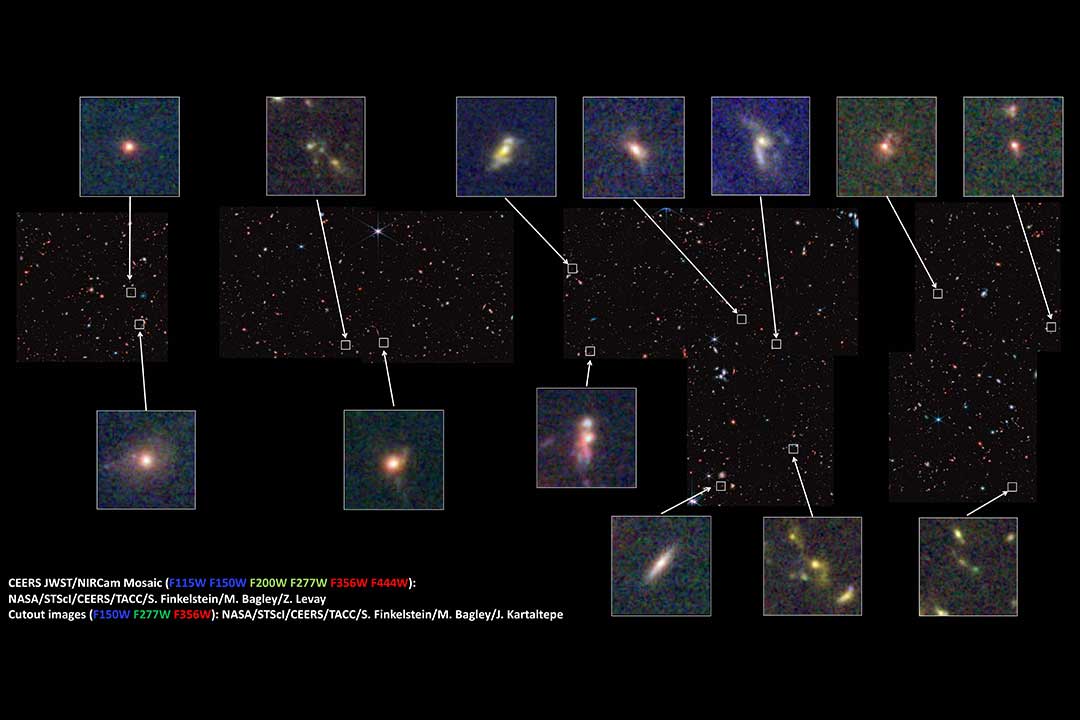 CEERS JWST/NIRCam Mosaic (F115W F150W F200W F277W F356W F444W):
NASA/STScI/CEERS/TACC/S. Finkelstein/M. Bagley/Z. Levay
Cutout images (F150W F277W F356W): NASA/STScI/CEERS/TACC/S. Finkelstein/M. Bagley/J. Kartaltepe